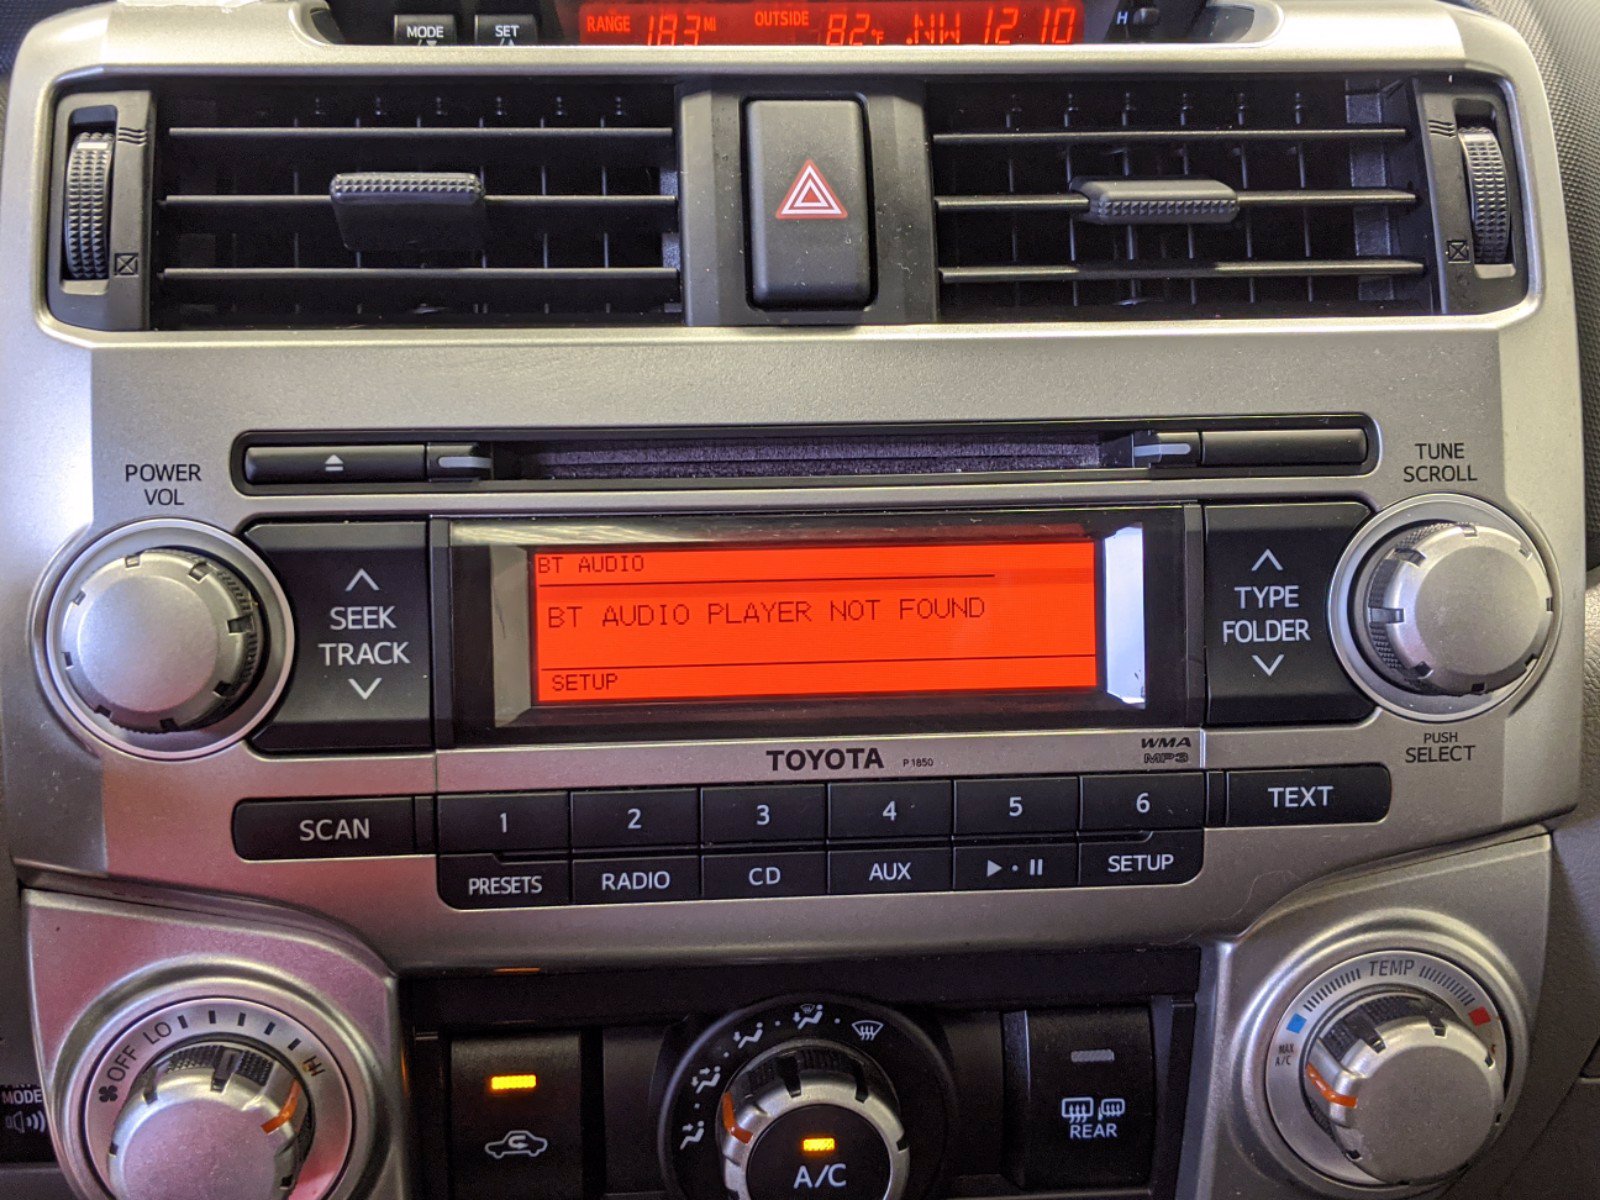 MODE
SET
RANGE 183 MI OUTSIDE 82°F NW 12 10
H
POWER
VOL
TUNE
SCROLL
SEEK
TRACK
BT AUDIO
BT AUDIO PLAYER NOT FOUND
SETUP
TYPE
FOLDER
TOYOTA
P1850
WMA
MP3
PUSH
SELECT
SCAN
1
2
3
4
5
6
TEXT
PRESETS
RADIO
CD
AUX
SETUP
OFF LO HI
TEMP
MAX
A/C
MODE
REAR
A/C